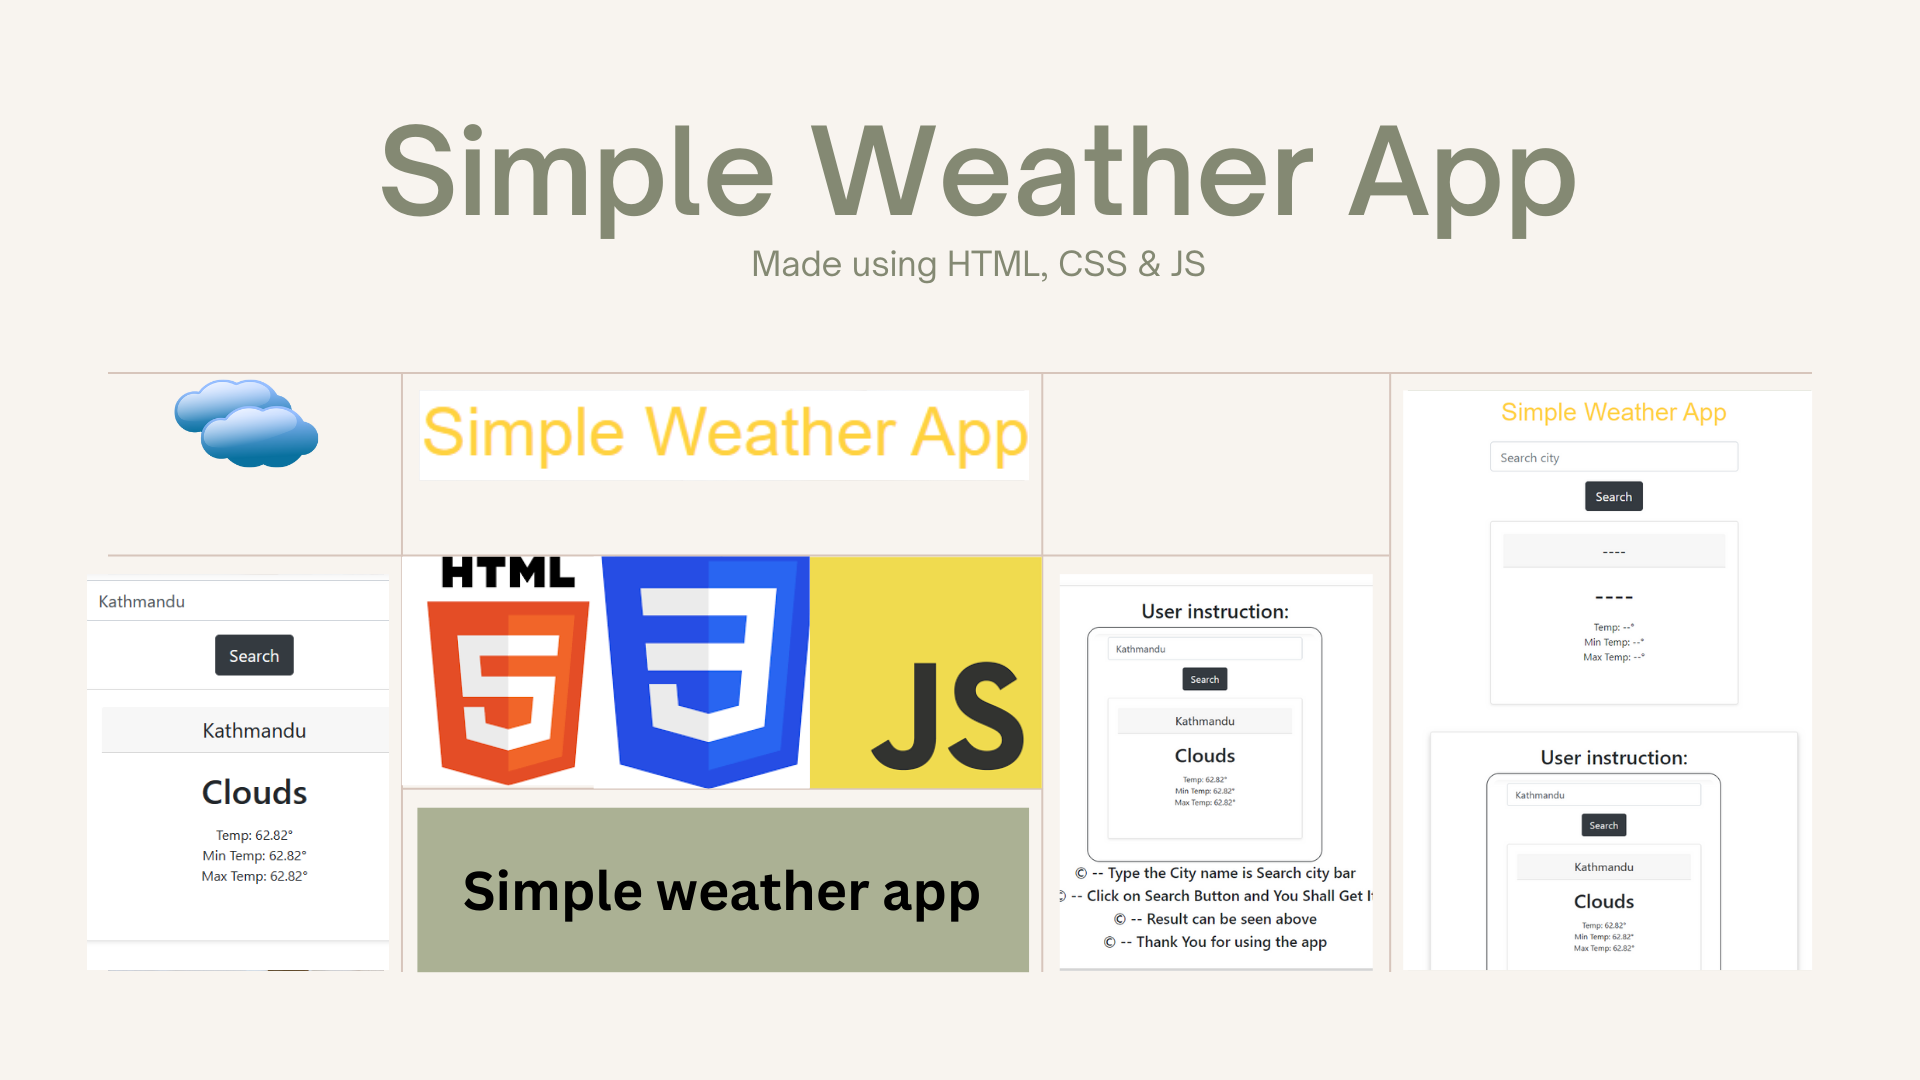 Simple Weather App
Made using HTML, CSS & JS
Simple Weather App
Kathmandu
Search
Kathmandu
Clouds
Temp: 62.82°
Min Temp: 62.82°
Max Temp: 62.82°
HTML
5
3
JS
Simple weather app
User instruction:
Kathmandu
Search
Kathmandu
Clouds
Temp: 62.82°
Min Temp: 62.82°
Max Temp: 62.82°
© -- Type the City name is Search city bar
© -- Click on Search Button and You Shall Get I
© -- Result can be seen above
© -- Thank You for using the app
Simple Weather App
Search city
Search
----
----
Temp: --°
Min Temp: --°
Max Temp: --°
User instruction:
Kathmandu
Search
Kathmandu
Clouds
Temp: 62.82°
Min Temp: 62.82°
Max Temp: 62.82°